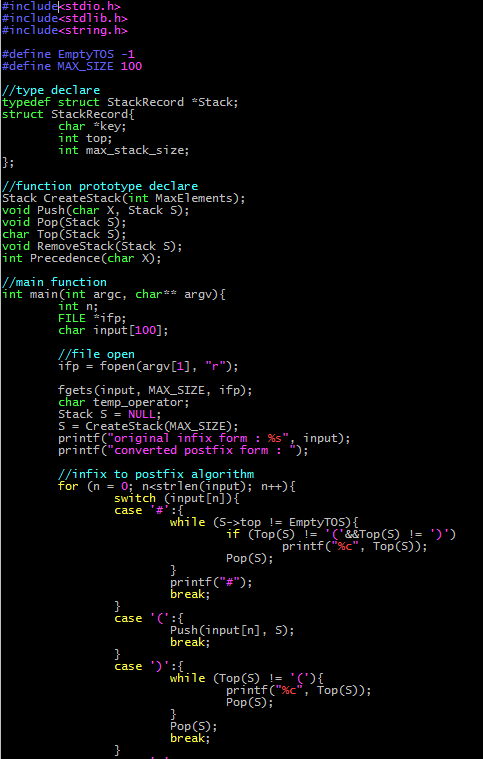 #include<stdio.h>
#include<stdlib.h>
#include<string.h>

#define EmptyTOS -1
#define MAX_SIZE 100

//type declare
typedef struct StackRecord *Stack;
struct StackRecord{
        char *key;
        int top;
        int max_stack_size;
};

//function prototype declare
Stack CreateStack(int MaxElements);
void Push(char X, Stack S);
void Pop(Stack S);
char Top(Stack S);
void RemoveStack(Stack S);
int Precedence(char X);

//main function
int main(int argc, char** argv){
        int n;
        FILE *ifp;
        char input[100];

        //file open
        ifp = fopen(argv[1], "r");

        fgets(input, MAX_SIZE, ifp);
        char temp_operator;
        Stack S = NULL;
        S = CreateStack(MAX_SIZE);
        printf("original infix form : %s", input);
        printf("converted postfix form : ");

        //infix to postfix algorithm
        for (n = 0; n<strlen(input); n++){
                switch (input[n]){
                case '#':{
                        while (S->top != EmptyTOS){
                                if (Top(S) != '('&&Top(S) != ')')
                                        printf("%c", Top(S));
                                Pop(S);
                        }
                        printf("#");
                        break;
                }
                case '(':{
                        Push(input[n], S);
                        break;
                }
                case ')':{
                        while (Top(S) != '('){
                                printf("%c", Top(S));
                                Pop(S);
                        }
                        Pop(S);
                        break;
                }